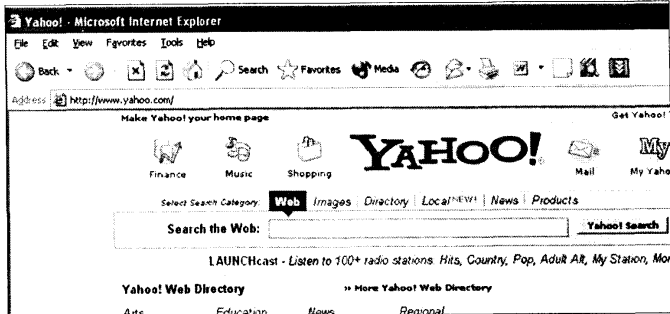 Yahoo! - Microsoft Internet Explorer
File Edit View Favorites Tools Help
Back Search Favorites Media
Address http://www.yahoo.com/
Make Yahoo! your home page Get Yahoo!
Finance Music Shopping YAHOO! Mail My Yaho
Select Search Category: Web Images Directory Local NEW! News Products
Search the Web: Yahoo! Search
LAUNCHcast - Listen to 100+ radio stations. Hits, Country, Pop, Adult Alt, My Station, Mor
Yahoo! Web Directory » More Yahoo! Web Directory
Arts Education News Regional